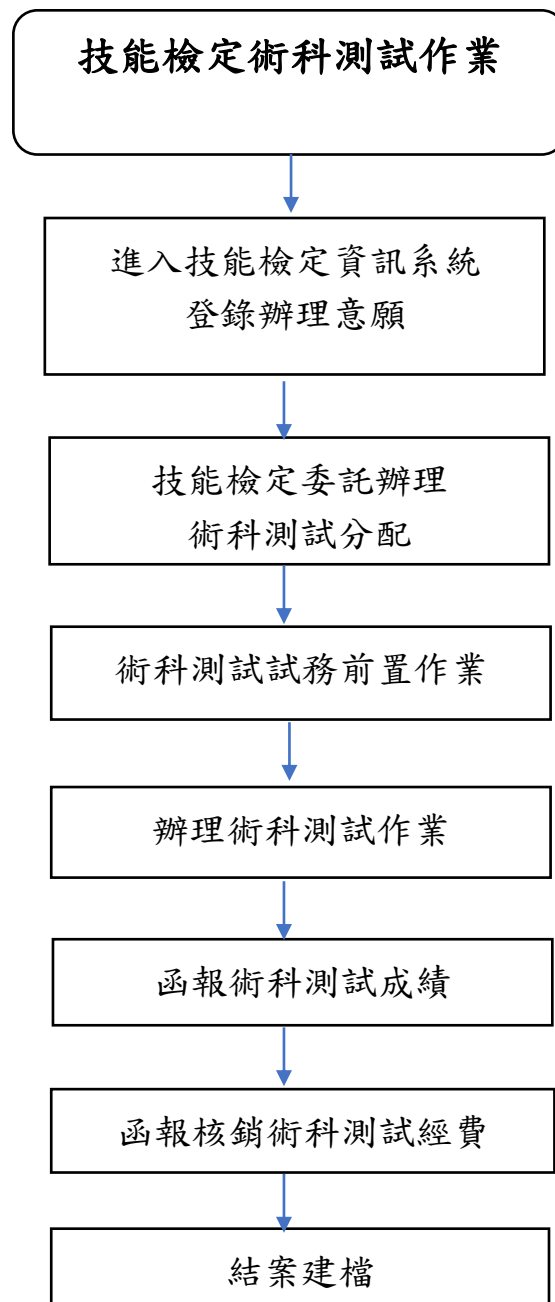 技能檢定術科測試作業
進入技能檢定資訊系統
登錄辦理意願
技能檢定委託辦理
術科測試分配
術科測試試務前置作業
辦理術科測試作業
函報術科測試成績
函報核銷術科測試經費
結案建檔